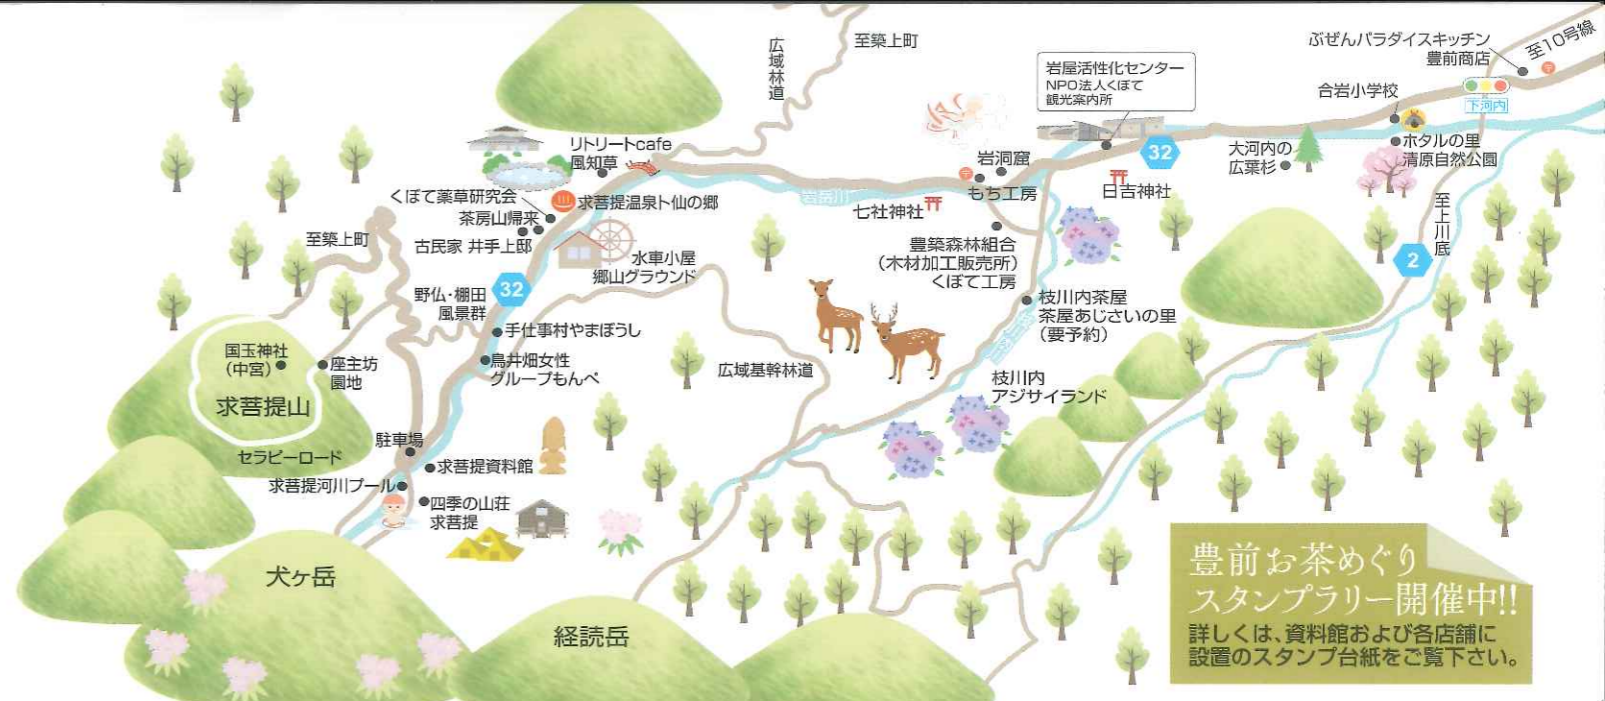 至築上町
広域林道
岩屋活性化センター
NPO法人くぼて
観光案内所
ぶぜんパラダイスキッチン
豊前商店
至10号線
合岩小学校
下河内
ホタルの里
清原自然公園
大河内の
広葉杉
32
日吉神社
岩洞窟
もち工房
七社神社
岩岳川
リトリートcafe
風知草
くぼて薬草研究会
茶房山帰来
古民家 井手上邸
求菩提温泉卜仙の郷
水車小屋
郷山グラウンド
至築上町
野仏・棚田
風景群
32
手仕事村やまぼうし
鳥井畑女性
グループもんぺ
国玉神社
(中宮)
座主坊
園地
求菩提山
セラピーロード
駐車場
求菩提資料館
求菩提河川プール
四季の山荘
求菩提
犬ヶ岳
経読岳
広域基幹林道
豊築森林組合
(木材加工販売所)
くぼて工房
枝川内茶屋
茶屋あじさいの里
(要予約)
枝川内
アジサイランド
至上川底
2
豊前お茶めぐり
スタンプラリー開催中!!
詳しくは、資料館および各店舗に
設置のスタンプ台紙をご覧下さい。